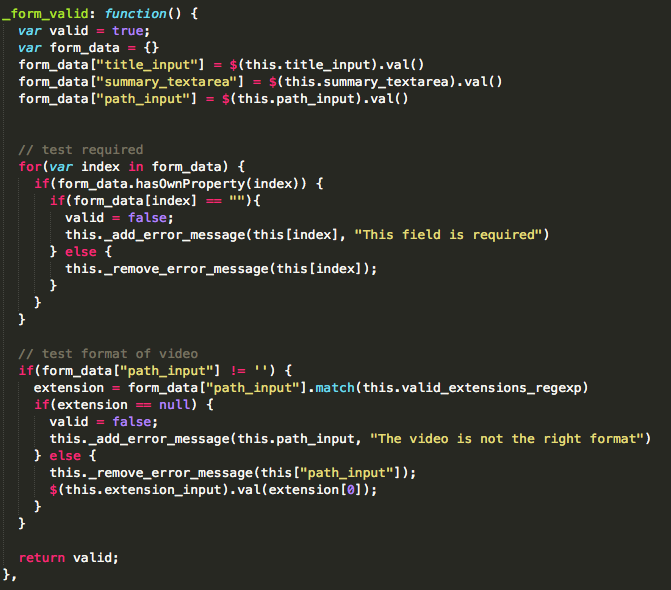 _form_valid: function() {
  var valid = true;
  var form_data = {}
  form_data["title_input"] = $(this.title_input).val()
  form_data["summary_textarea"] = $(this.summary_textarea).val()
  form_data["path_input"] = $(this.path_input).val()

  // test required
  for(var index in form_data) {
    if(form_data.hasOwnProperty(index)) {
      if(form_data[index] == ""){
        valid = false;
        this._add_error_message(this[index], "This field is required")
      } else {
        this._remove_error_message(this[index]);
      }
    }
  }

  // test format of video
  if(form_data["path_input"] != '') {
    extension = form_data["path_input"].match(this.valid_extensions_regexp)
    if(extension == null) {
      valid = false;
      this._add_error_message(this.path_input, "The video is not the right format")
    } else {
      this._remove_error_message(this["path_input"]);
      $(this.extension_input).val(extension[0]);
    }
  }

  return valid;
},